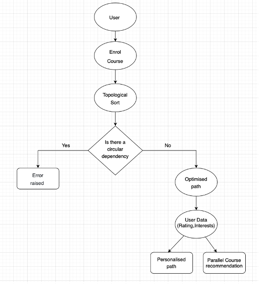 User
Enrol
Course
Topological
Sort
Is there a
circular
dependency
Yes
No
Error
raised
Optimised
path
User Data
(Rating,Interests)
Personalised
path
Parallel Course
recommendation